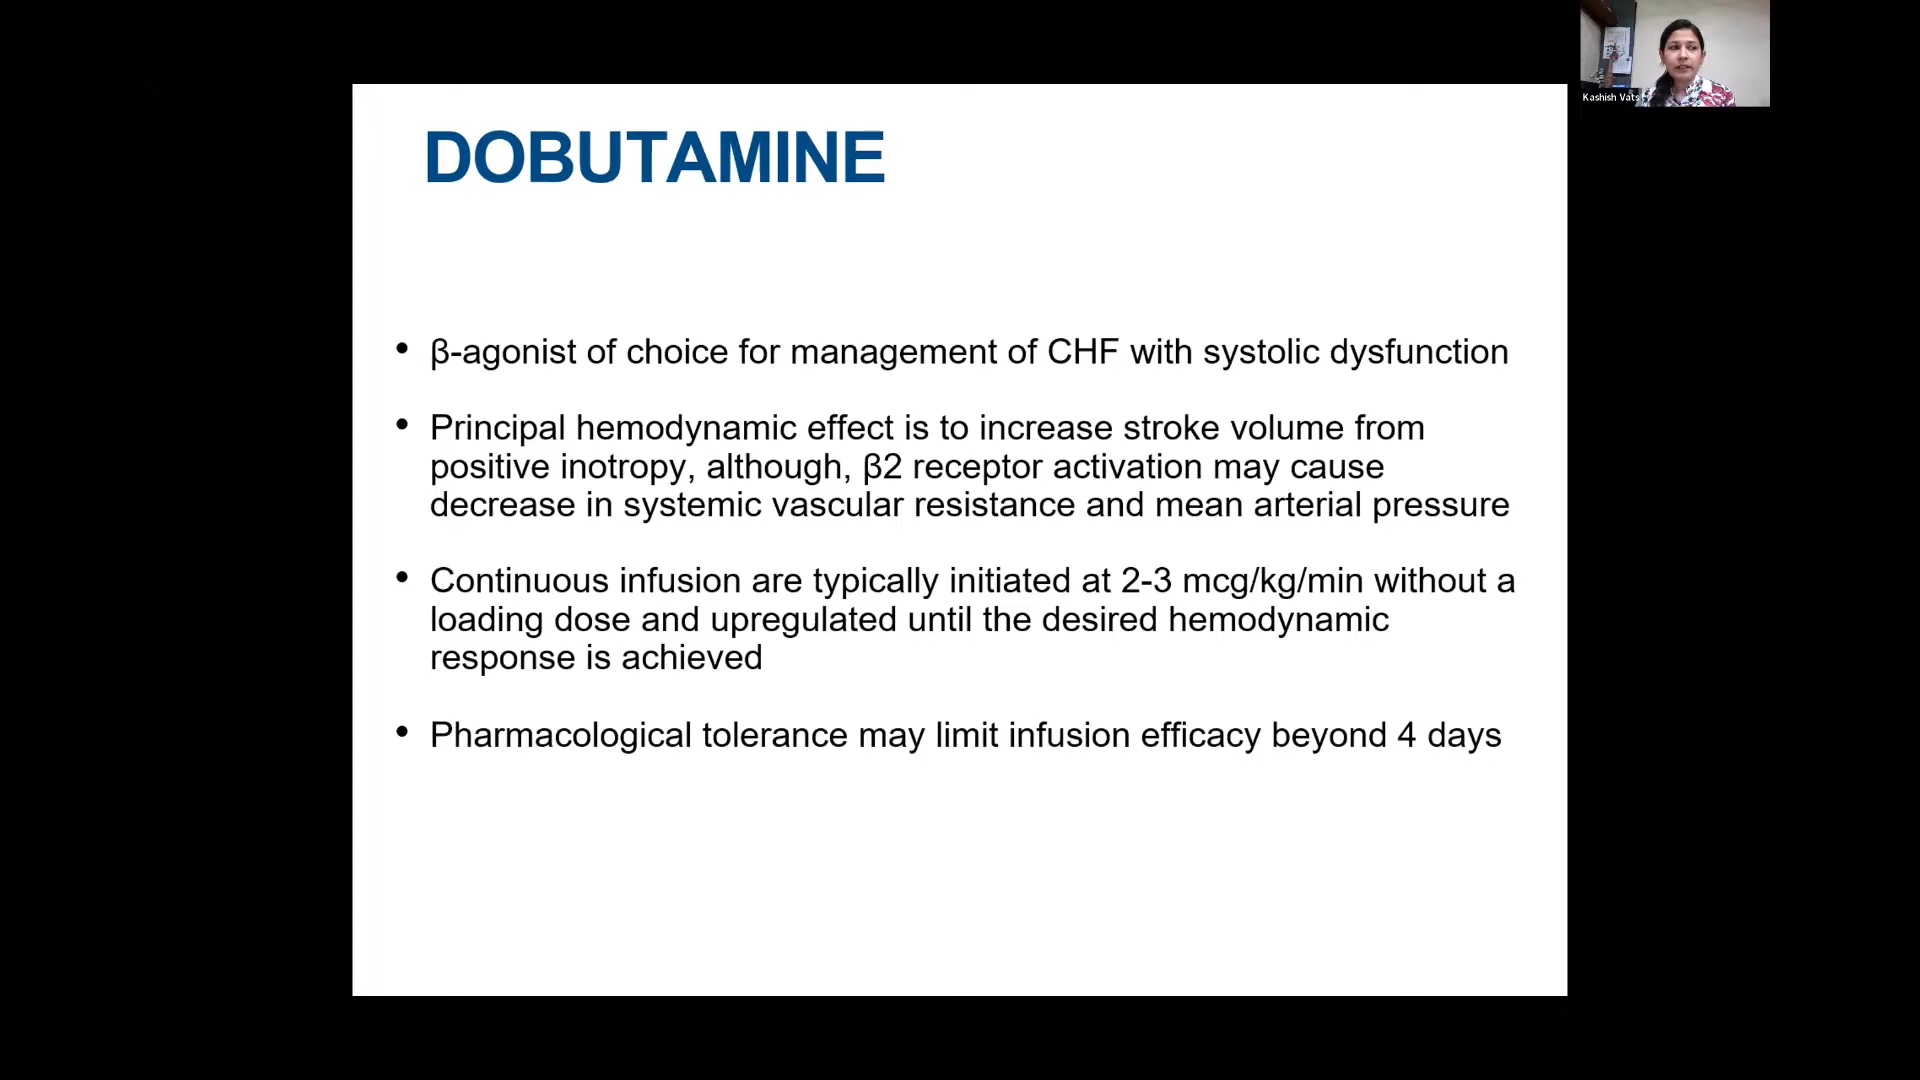 Kashish Vats
DOBUTAMINE
• β-agonist of choice for management of CHF with systolic dysfunction
• Principal hemodynamic effect is to increase stroke volume from
positive inotropy, although, β2 receptor activation may cause
decrease in systemic vascular resistance and mean arterial pressure
• Continuous infusion are typically initiated at 2-3 mcg/kg/min without a
loading dose and upregulated until the desired hemodynamic
response is achieved
• Pharmacological tolerance may limit infusion efficacy beyond 4 days